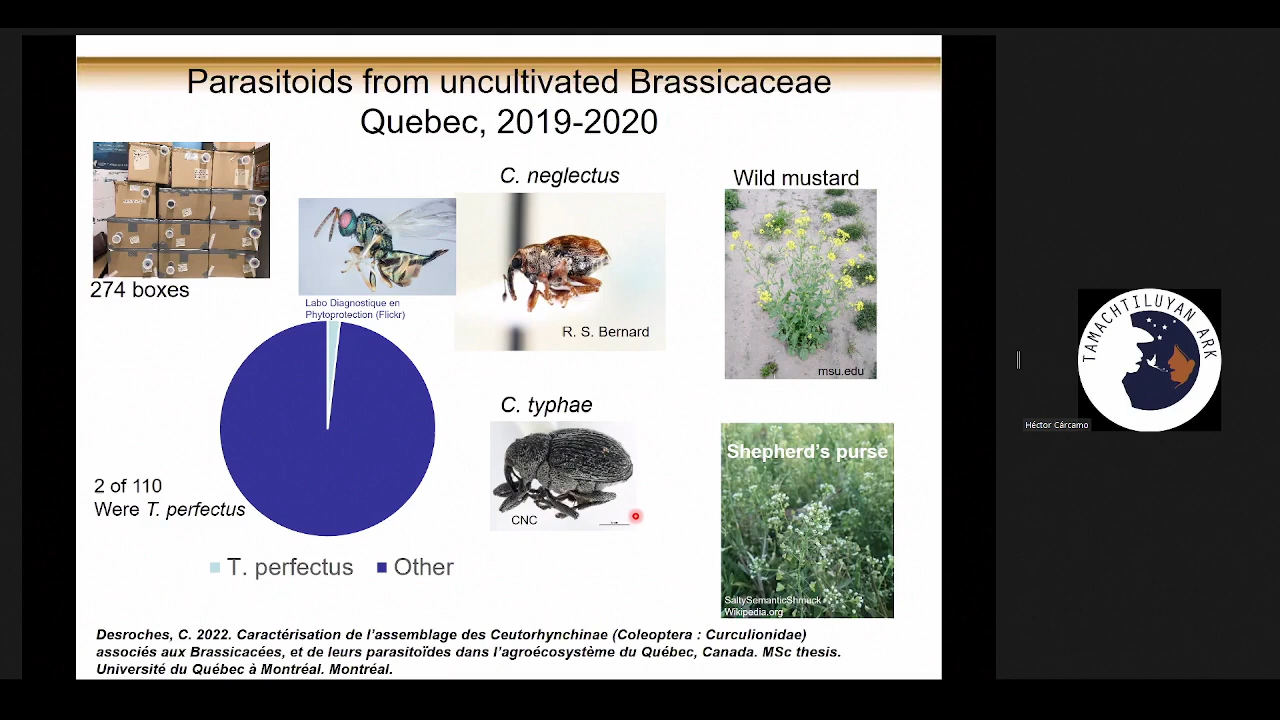 Parasitoids from uncultivated Brassicaceae
Quebec, 2019-2020
274 boxes
Labo Diagnostique en
Phytoprotection (Flickr)
C. neglectus
R. S. Bernard
Wild mustard
msu.edu
C. typhae
CNC
Shepherd's purse
SaltySemanticSchmuck
Wikipedia.org
2 of 110
Were T. perfectus
T. perfectus
Other
Desroches, C. 2022. Caractérisation de l'assemblage des Ceutorhynchinae (Coleoptera : Curculionidae)
associés aux Brassicacées, et de leurs parasitoïdes dans l'agroécosystème du Québec, Canada. MSc thesis.
Université du Québec à Montréal. Montréal.
TAMACHTILUYAN ARK
Héctor Cárcamo